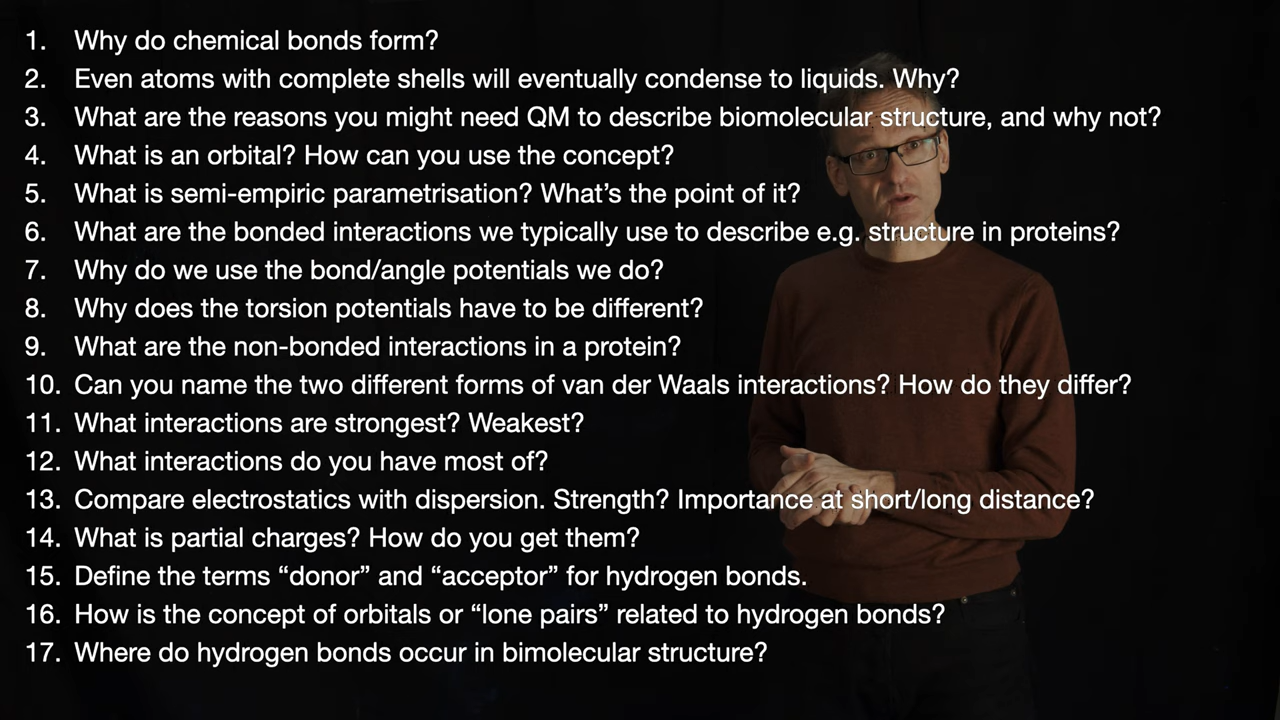 1. Why do chemical bonds form?
2. Even atoms with complete shells will eventually condense to liquids. Why?
3. What are the reasons you might need QM to describe biomolecular structure, and why not?
4. What is an orbital? How can you use the concept?
5. What is semi-empiric parametrisation? What’s the point of it?
6. What are the bonded interactions we typically use to describe e.g. structure in proteins?
7. Why do we use the bond/angle potentials we do?
8. Why does the torsion potentials have to be different?
9. What are the non-bonded interactions in a protein?
10. Can you name the two different forms of van der Waals interactions? How do they differ?
11. What interactions are strongest? Weakest?
12. What interactions do you have most of?
13. Compare electrostatics with dispersion. Strength? Importance at short/long distance?
14. What is partial charges? How do you get them?
15. Define the terms “donor” and “acceptor” for hydrogen bonds.
16. How is the concept of orbitals or “lone pairs” related to hydrogen bonds?
17. Where do hydrogen bonds occur in bimolecular structure?